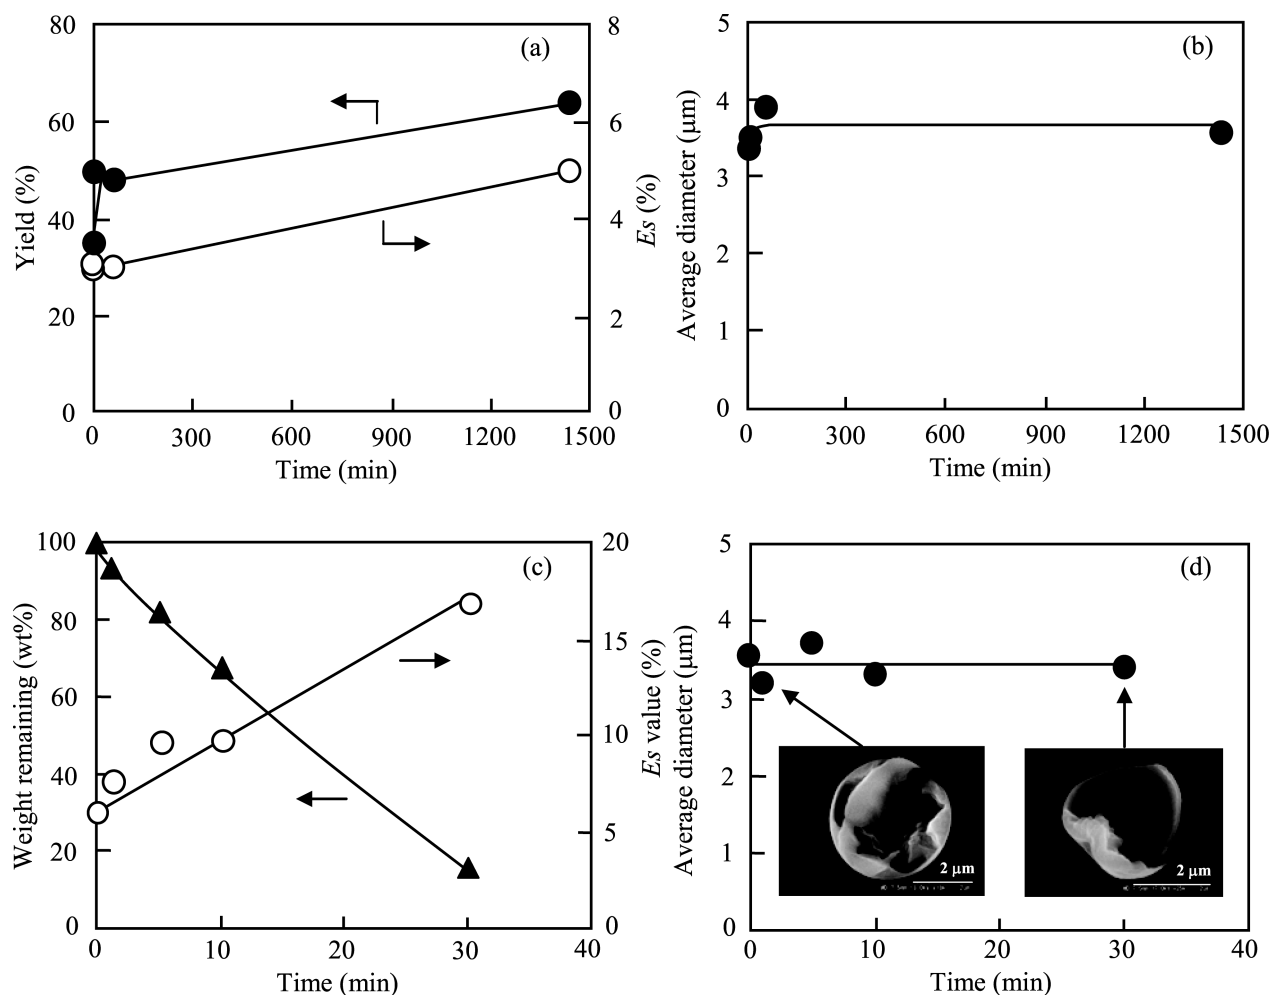 80
60
40
20
0
Yield (%)
8
6
4
2
0
Es (%)
(a)
0 300 600 900 1200 1500
Time (min)
5
4
3
2
1
0
Average diameter (μm)
(b)
0 300 600 900 1200 1500
Time (min)
100
80
60
40
20
0
Weight remaining (wt%)
20
15
10
5
0
Es value (%)
(c)
0 10 20 30 40
Time (min)
5
4
3
2
1
0
Average diameter (μm)
(d)
2 μm
2 μm
0 10 20 30 40
Time (min)